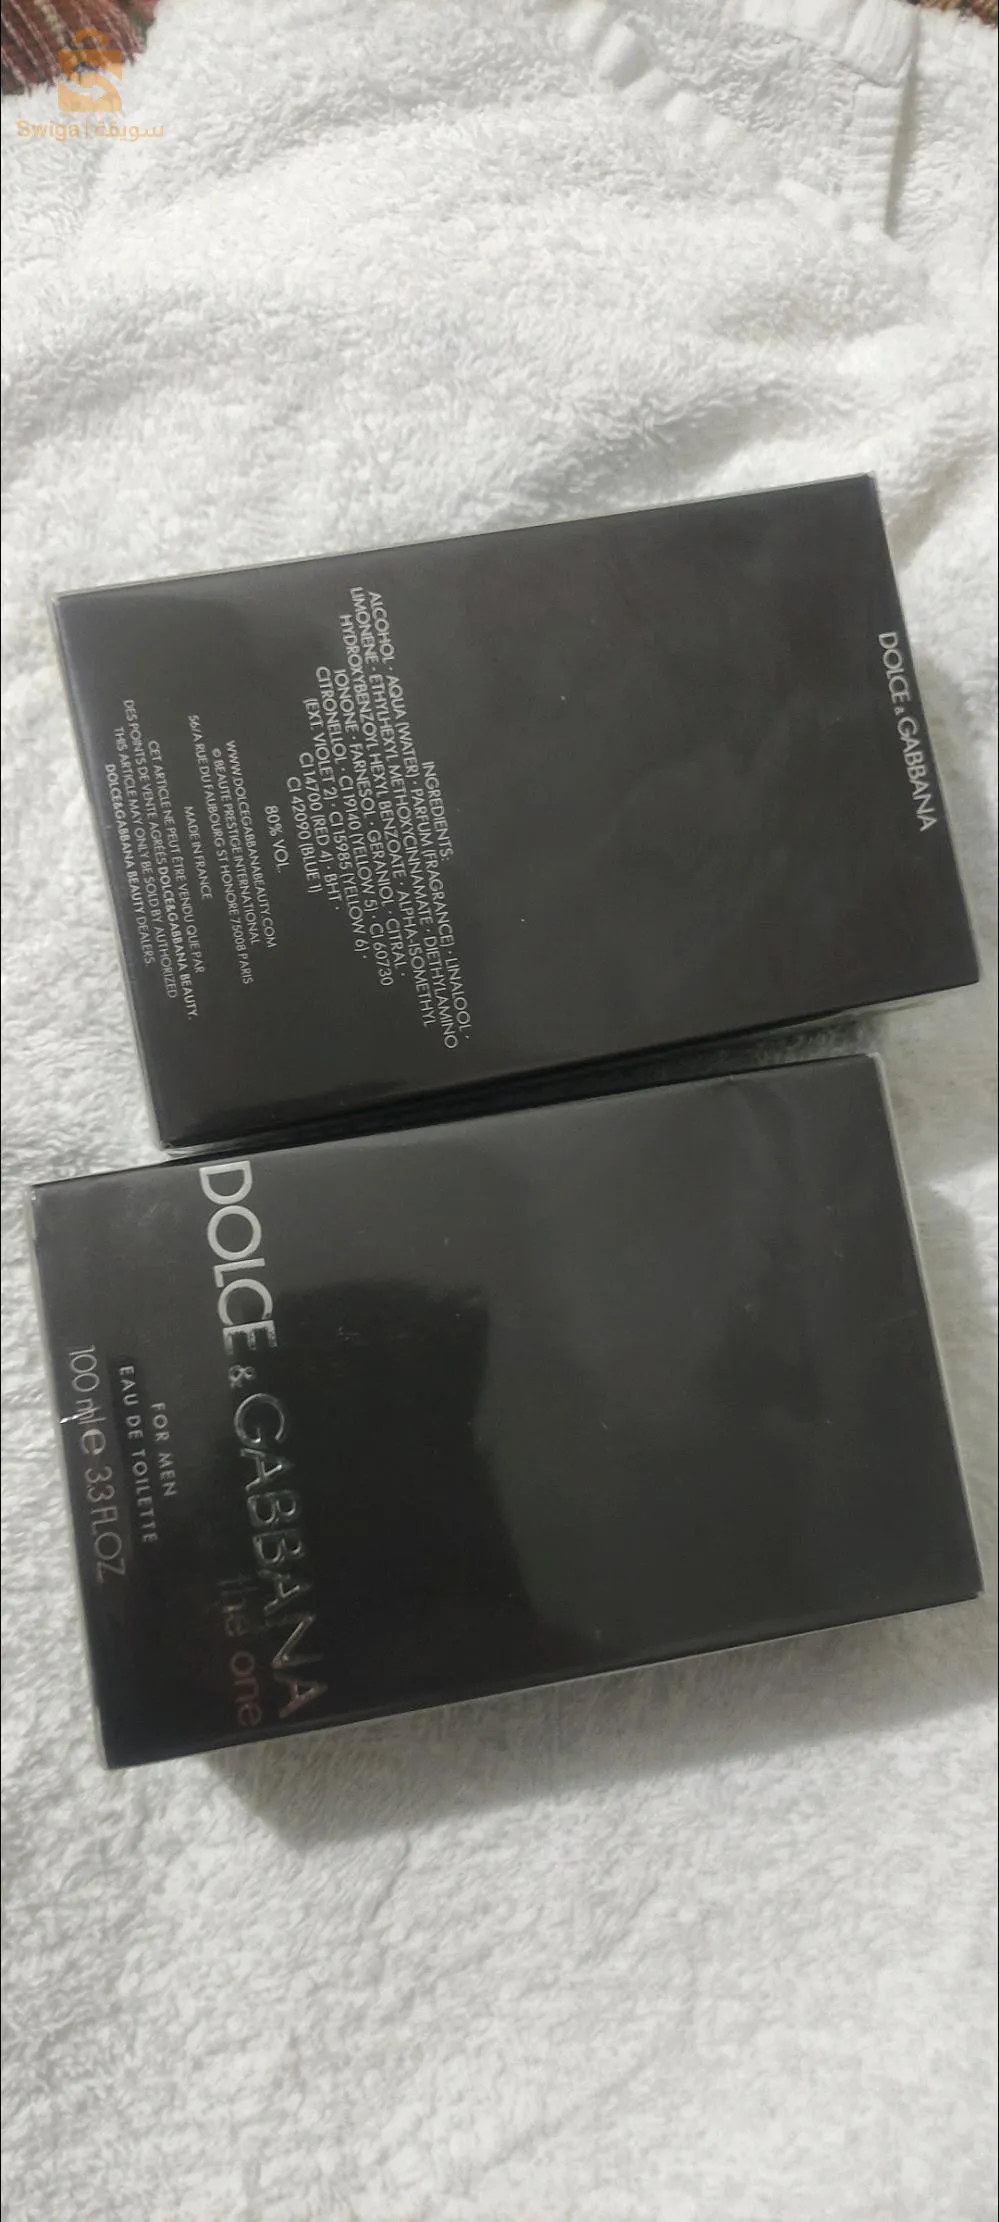 Swiga | سويقة
DOLCE & GABBANA
INGREDIENTS:
ALCOHOL · AQUA (WATER) · PARFUM (FRAGRANCE) · LINALOOL ·
LIMONENE · ETHYLHEXYL METHOXYCINNAMATE · DIETHYLAMINO
HYDROXYBENZOYL HEXYL BENZOATE · ALPHA-ISOMETHYL
IONONE · FARNESOL · GERANIOL · CITRAL ·
CITRONELLOL · CI 19140 (YELLOW 5) · CI 60730
(EXT. VIOLET 2) · CI 15985 (YELLOW 6) ·
CI 14700 (RED 4) · BHT ·
CI 42090 (BLUE 1)
80% VOL.
WWW.DOLCEGABBANABEAUTY.COM
© BEAUTE PRESTIGE INTERNATIONAL
56/A RUE DU FAUBOURG ST HONORE 75008 PARIS
MADE IN FRANCE
CET ARTICLE NE PEUT ÊTRE VENDU QUE PAR
DES POINTS DE VENTE AGRÉÉS DOLCE&GABBANA BEAUTY.
THIS ARTICLE MAY ONLY BE SOLD BY AUTHORIZED
DOLCE&GABBANA BEAUTY DEALERS.
DOLCE & GABBANA
the one
FOR MEN
EAU DE TOILETTE
100 ml e 3.3 FL.OZ.